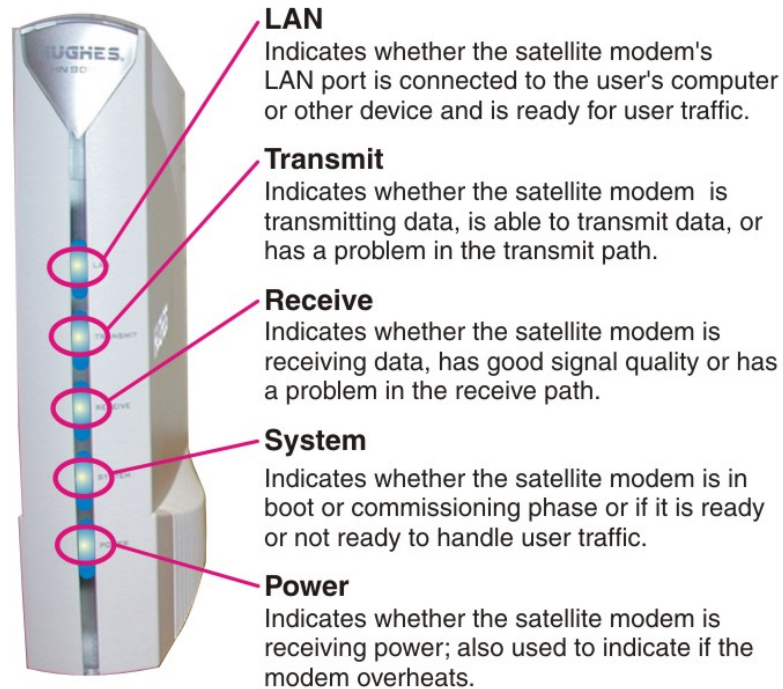 HUGHES.
LAN
Indicates whether the satellite modem's
LAN port is connected to the user's computer
or other device and is ready for user traffic.
Transmit
Indicates whether the satellite modem is
transmitting data, is able to transmit data, or
has a problem in the transmit path.
TRANSMIT
Receive
Indicates whether the satellite modem is
receiving data, has good signal quality or has
a problem in the receive path.
RECEIVE
System
Indicates whether the satellite modem is in
boot or commissioning phase or if it is ready
or not ready to handle user traffic.
SYSTEM
Power
Indicates whether the satellite modem is
receiving power; also used to indicate if the
modem overheats.
POWER